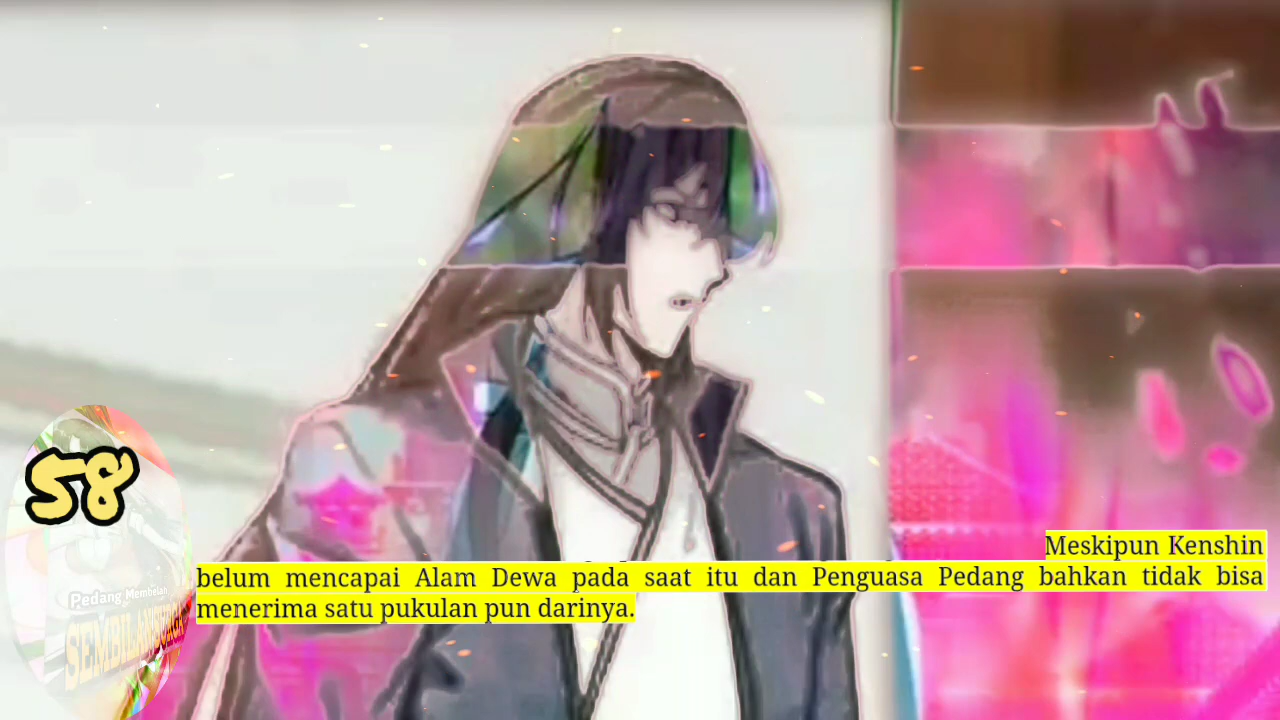 58
Pedang Membelah
SEMBILAN SURGA
Meskipun Kenshin
belum mencapai Alam Dewa pada saat itu dan Penguasa Pedang bahkan tidak bisa
menerima satu pukulan pun darinya.